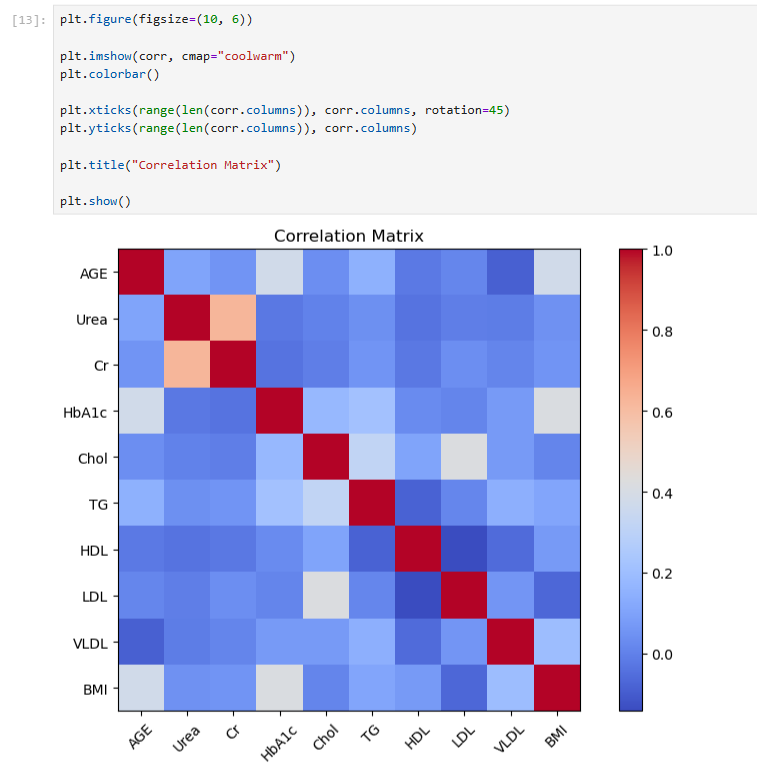 [13]: plt.figure(figsize=(10, 6))
plt.imshow(corr, cmap="coolwarm")
plt.colorbar()
plt.xticks(range(len(corr.columns)), corr.columns, rotation=45)
plt.yticks(range(len(corr.columns)), corr.columns)
plt.title("Correlation Matrix")
plt.show()
Correlation Matrix
AGE
Urea
Cr
HbA1c
Chol
TG
HDL
LDL
VLDL
BMI
AGE Urea Cr HbA1c Chol TG HDL LDL VLDL BMI
1.0
0.8
0.6
0.4
0.2
0.0